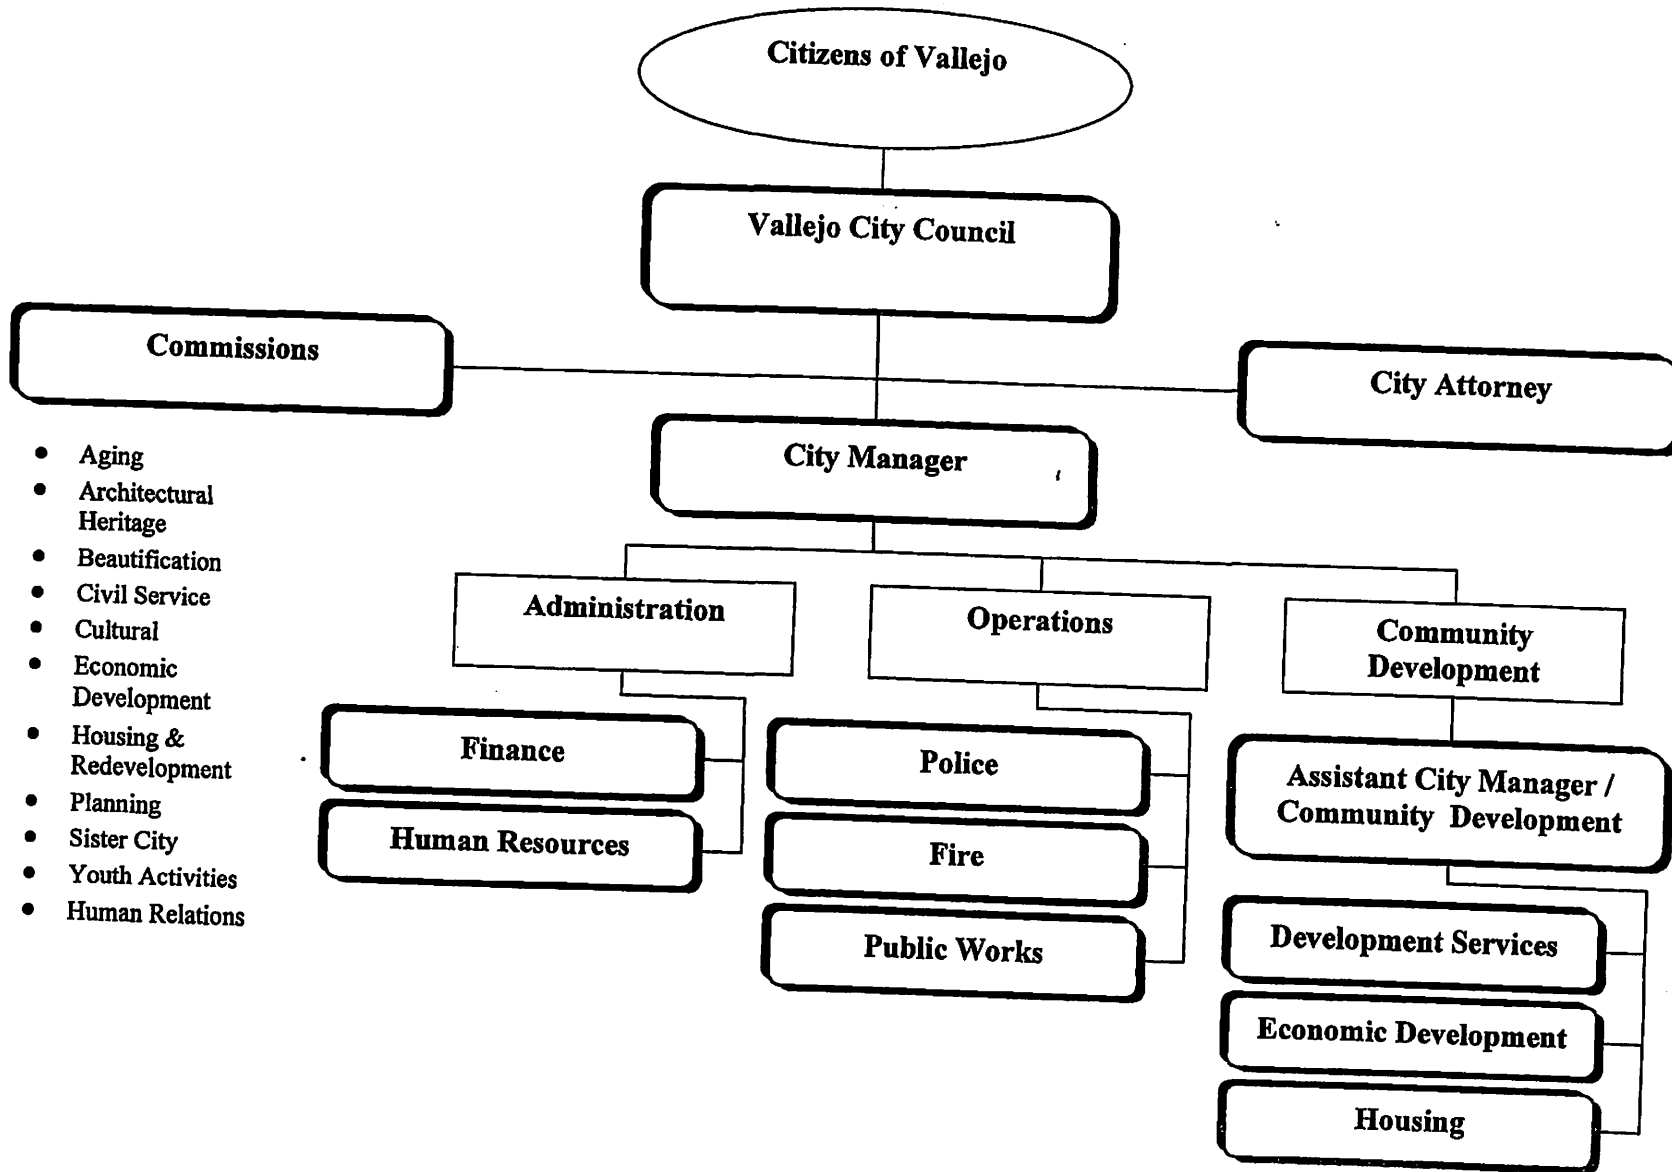 Citizens of Vallejo
Vallejo City Council
Commissions
City Attorney
City Manager
• Aging
• Architectural
Heritage
• Beautification
• Civil Service
• Cultural
• Economic
Development
• Housing &
Redevelopment
• Planning
• Sister City
• Youth Activities
• Human Relations
Administration
Operations
Community
Development
Finance
Human Resources
Police
Fire
Public Works
Assistant City Manager /
Community Development
Development Services
Economic Development
Housing